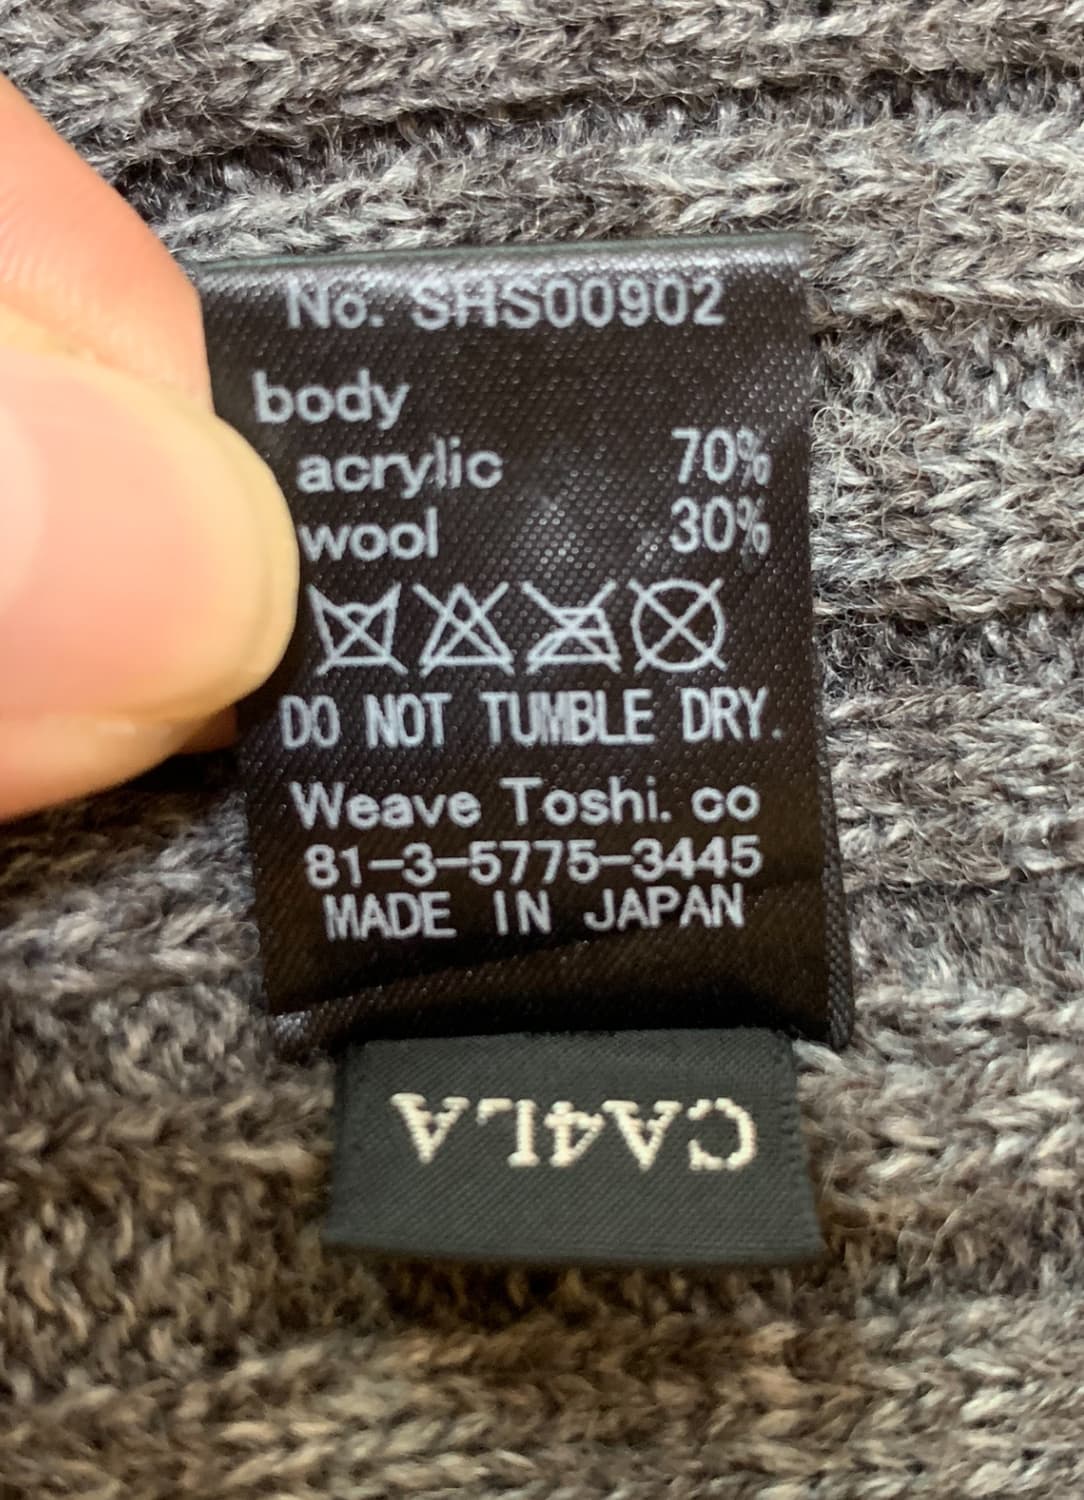 No. SHS00902
body
acrylic 70%
wool 30%
DO NOT TUMBLE DRY.
Weave Toshi. co
81-3-5775-3445
MADE IN JAPAN
CA4LA